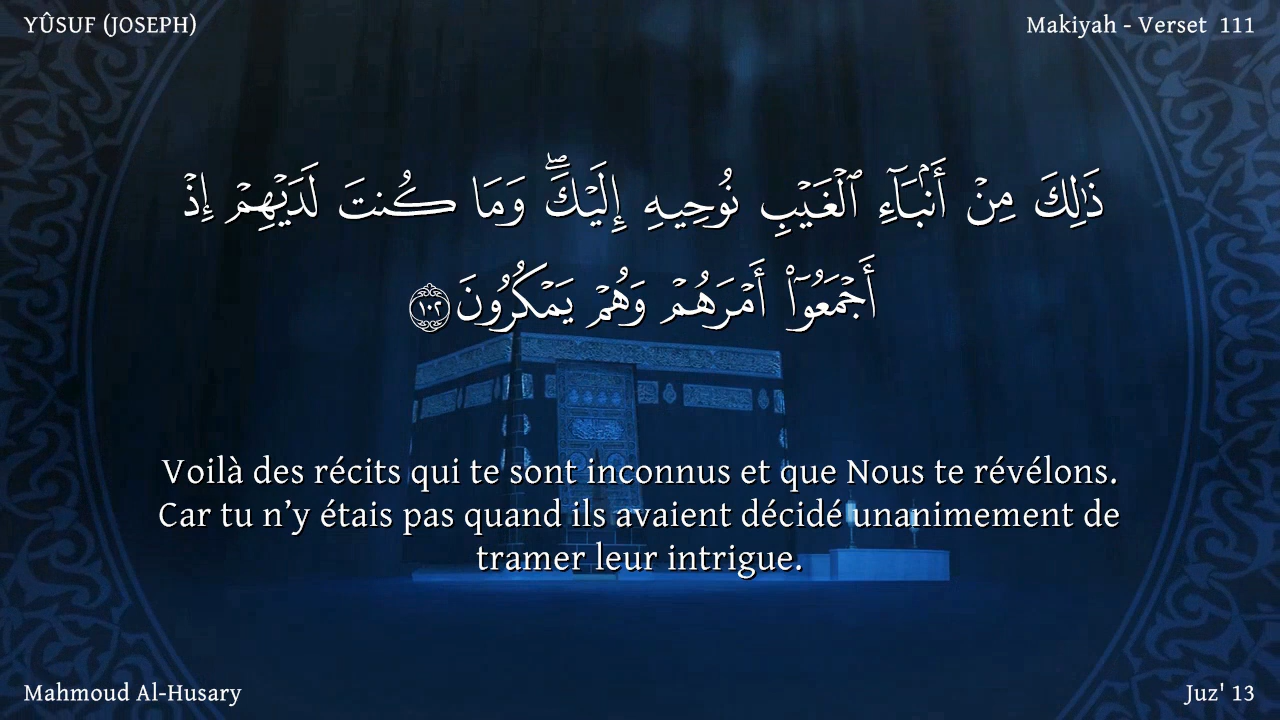 YÛSUF (JOSEPH)
Makiyah - Verset 111
ذَٰلِكَ مِنْ أَنۢبَآءِ ٱلْغَيْبِ نُوحِيهِ إِلَيْكَ ۖ وَمَا كُنتَ لَدَيْهِمْ إِذْ
أَجْمَعُوٓا۟ أَمْرَهُمْ وَهُمْ يَمْكُرُونَ ١٠٢
Voilà des récits qui te sont inconnus et que Nous te révélons.
Car tu n’y étais pas quand ils avaient décidé unanimement de
tramer leur intrigue.
Mahmoud Al-Husary
Juz' 13